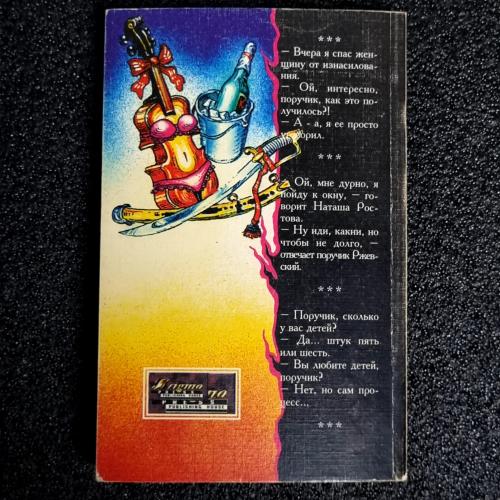 ***
– Вчера я спас жен-
щину от изнасилова-
ния.
– Ой, интересно,
поручик, как это по-
лучилось?!
– А - а, я ее просто
***
– Ой, мне дурно, я
пойду к окну, – го-
ворит Наташа Рос-
това.
– Ну иди, какни, но
чтобы не долго, –
отвечает поручик Ржев-
ский.
***
– Поручик, сколько
у вас детей?
– Да... штук пять
или шесть.
– Вы любите детей,
поручик?
– Нет, но сам про-
цесс...
***
PUBLISHING HOUSE